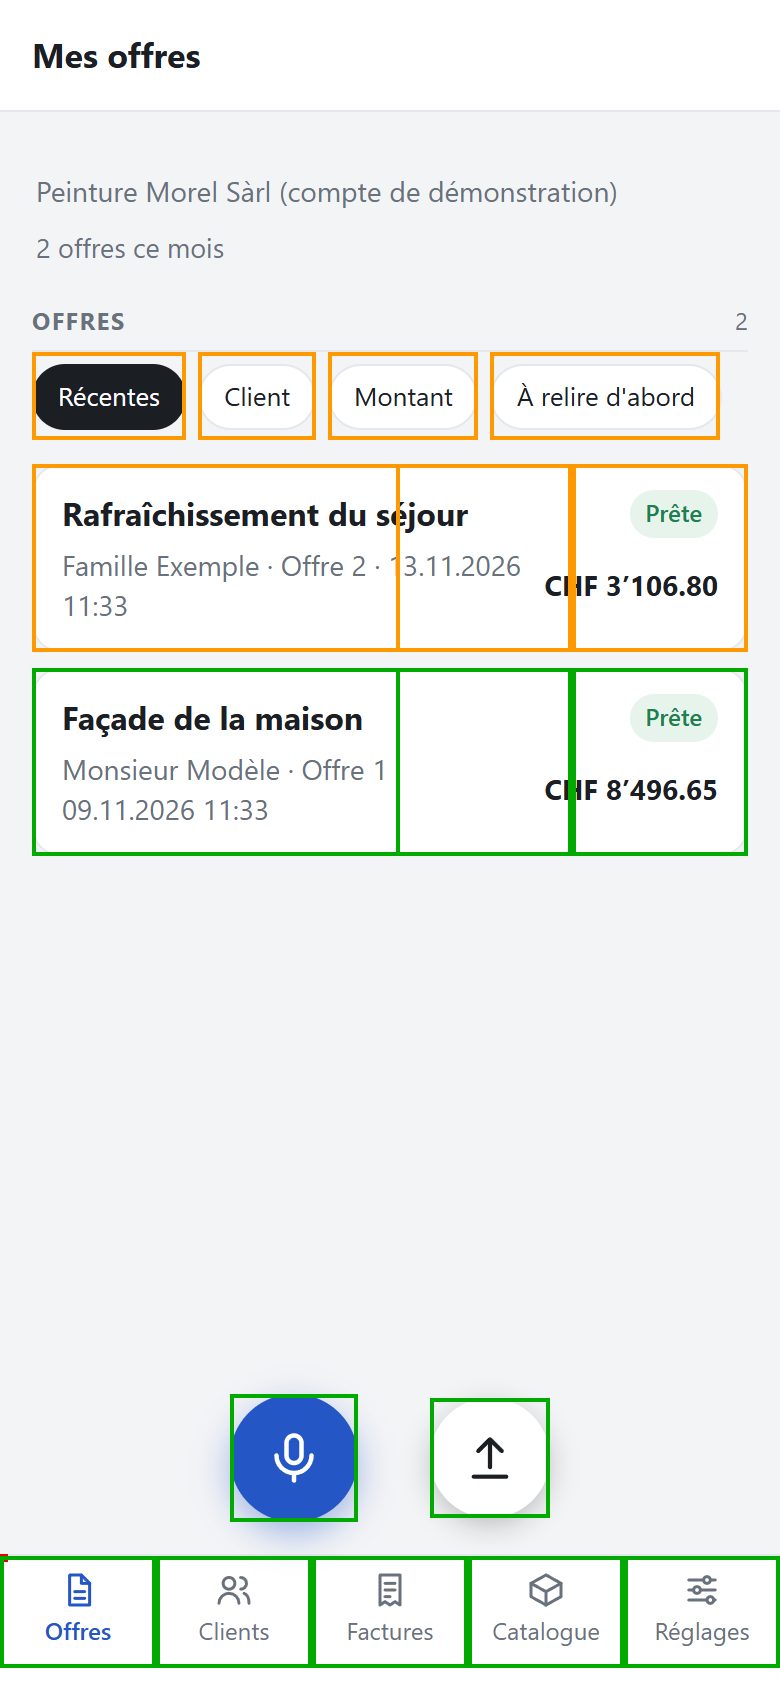 Mes offres
Peinture Morel Sàrl (compte de démonstration)
2 offres ce mois
OFFRES 2
Récentes Client Montant À relire d'abord
Rafraîchissement du séjour Prête
Famille Exemple · Offre 2 · 13.11.2026
CHF 3’106.80
11:33
Façade de la maison Prête
Monsieur Modèle · Offre 1
CHF 8’496.65
09.11.2026 11:33
Offres Clients Factures Catalogue Réglages